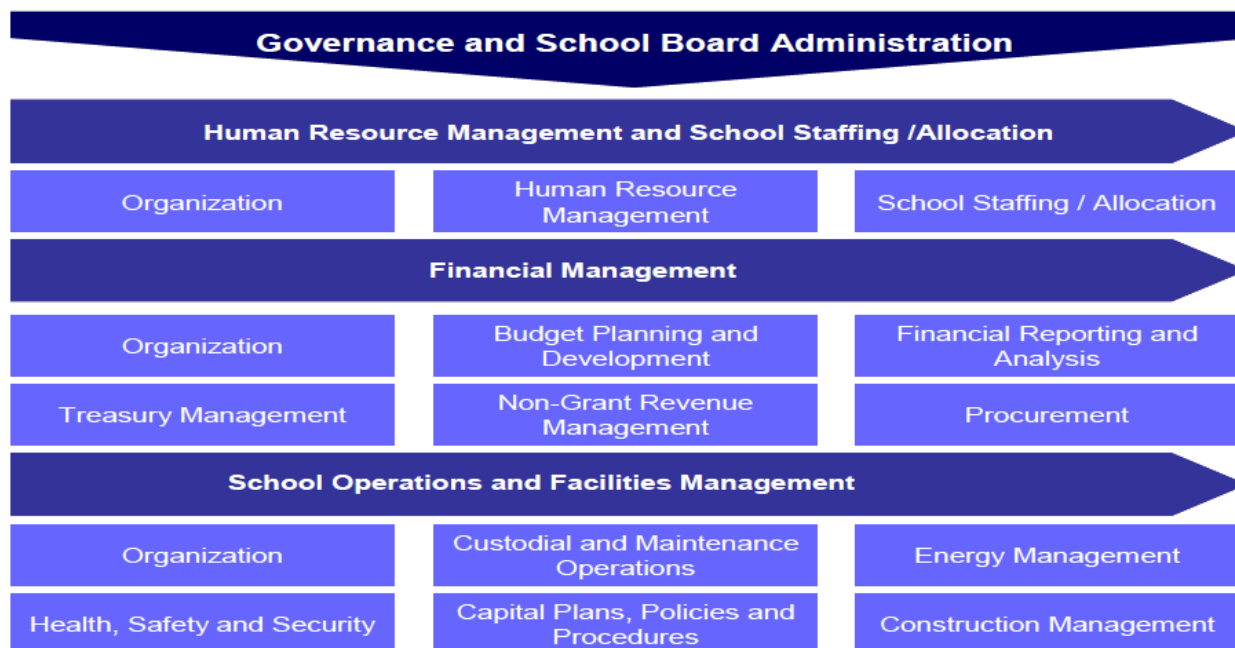 Governance and School Board Administration
Human Resource Management and School Staffing /Allocation
Organization
Human Resource
Management
School Staffing / Allocation
Financial Management
Organization
Budget Planning and
Development
Financial Reporting and
Analysis
Treasury Management
Non-Grant Revenue
Management
Procurement
School Operations and Facilities Management
Organization
Custodial and Maintenance
Operations
Energy Management
Health, Safety and Security
Capital Plans, Policies and
Procedures
Construction Management